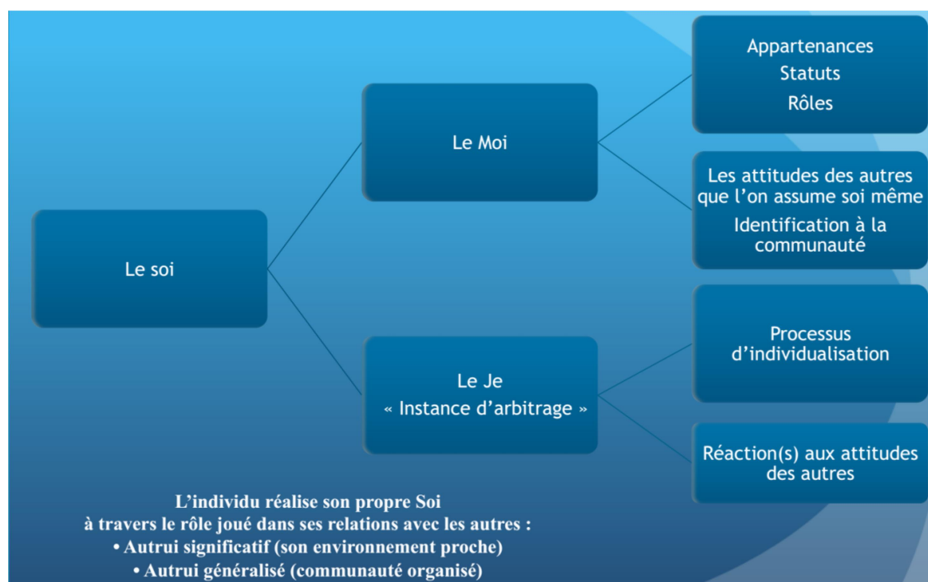 Appartenances
Statuts
Rôles
Le Moi
Les attitudes des autres
que l’on assume soi même
Identification à la
communauté
Le soi
Processus
d’individualisation
Le Je
« Instance d’arbitrage »
Réaction(s) aux attitudes
des autres
L’individu réalise son propre Soi
à travers le rôle joué dans ses relations avec les autres :
• Autrui significatif (son environnement proche)
• Autrui généralisé (communauté organisé)